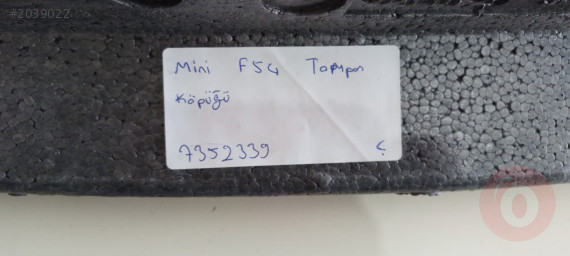 #2039022
Mini F54 Tampon
Köpüğü
7352339 Ç